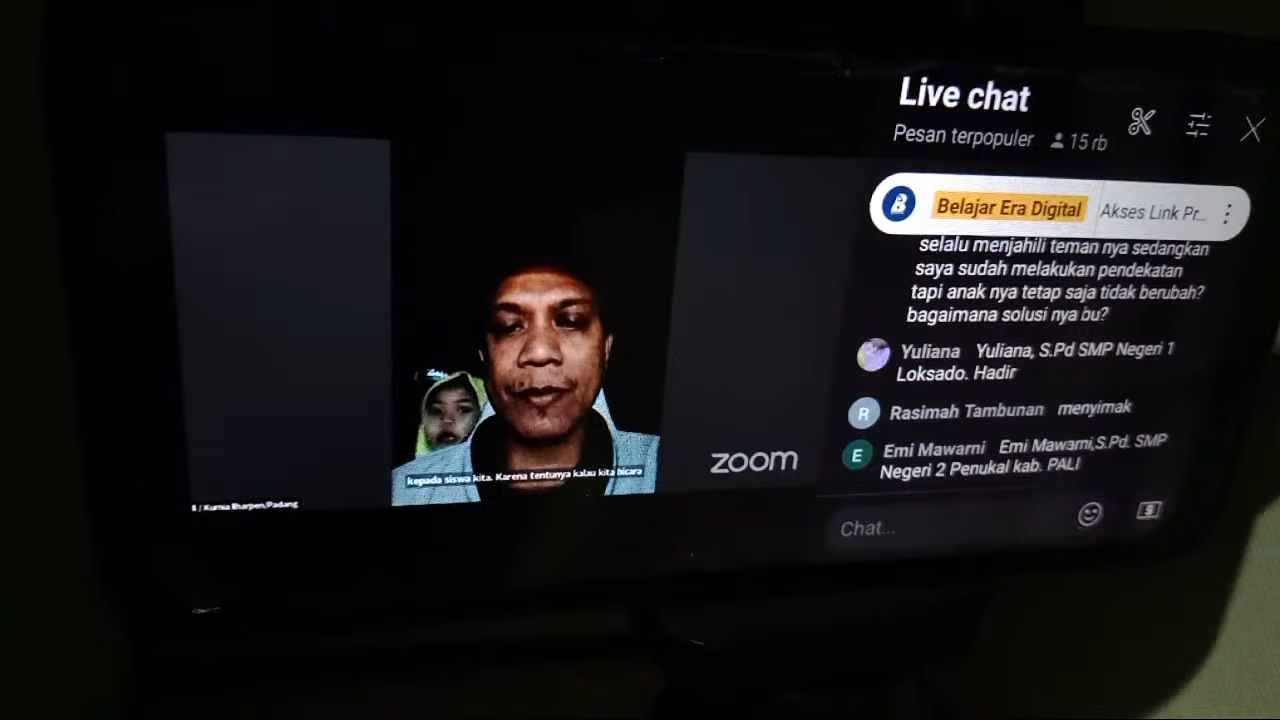 Live chat
Pesan terpopuler 15 rb
Belajar Era Digital Akses Link Pr...
selalu menjahili teman nya sedangkan
saya sudah melakukan pendekatan
tapi anak nya tetap saja tidak berubah?
bagaimana solusi nya bu?
Yuliana Yuliana, S.Pd SMP Negeri 1
Loksado. Hadir
R
Rasimah Tambunan menyimak
E
Emi Mawarni Emi Mawarni,S.Pd. SMP
Negeri 2 Penukal kab. PALI
Chat...
zoom
kepada siswa kita. Karena tentunya kalau kita bicara
/ Kurnia